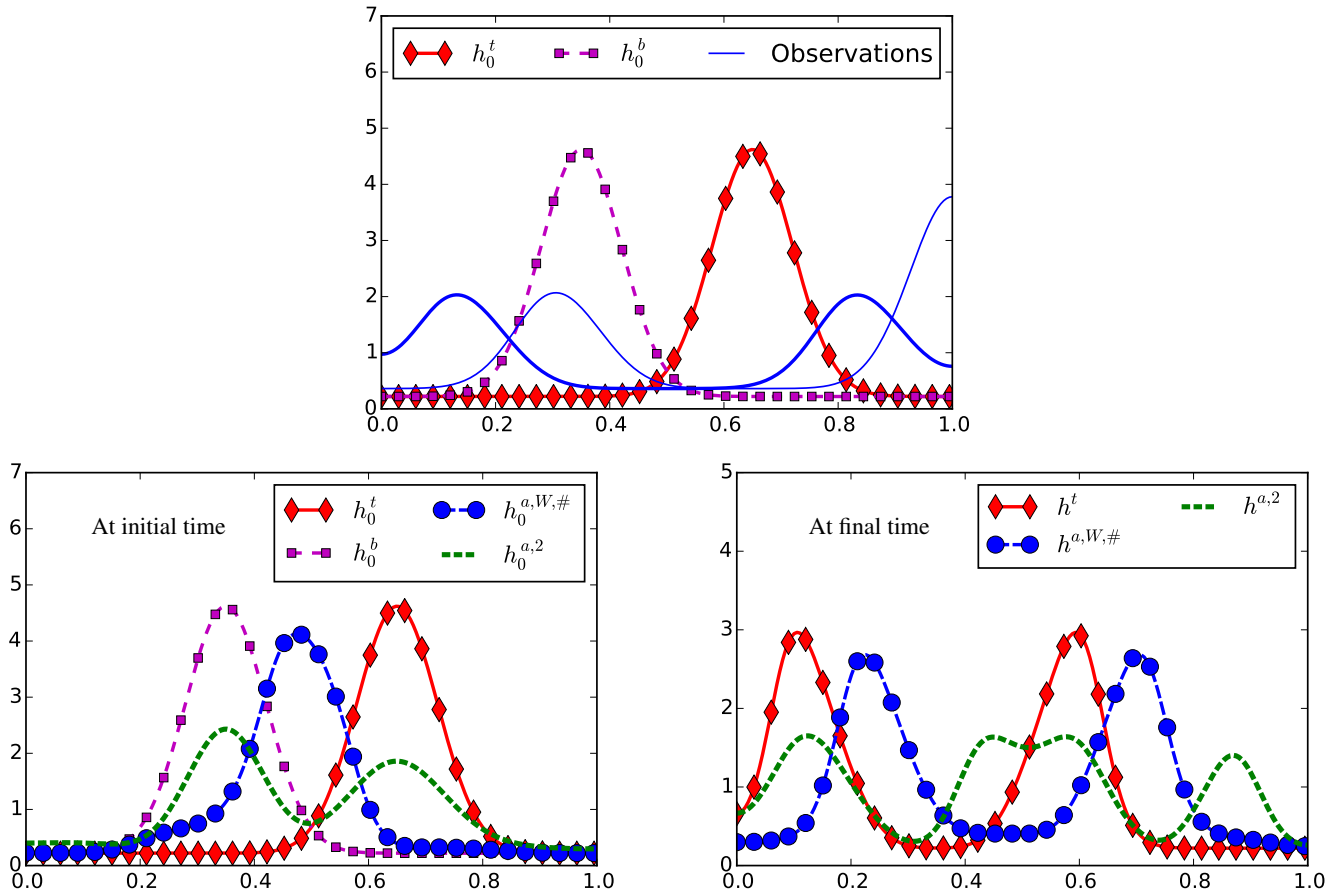 7
6
5
4
3
2
1
0
0.0 0.2 0.4 0.6 0.8 1.0
h_0^t h_0^b Observations
7
6
5
4
3
2
1
0
0.0 0.2 0.4 0.6 0.8 1.0
At initial time
h_0^t h_0^{a,W,#}
h_0^b h_0^{a,2}
5
4
3
2
1
0
0.0 0.2 0.4 0.6 0.8 1.0
At final time
h^t h^{a,2}
h^{a,W,#}